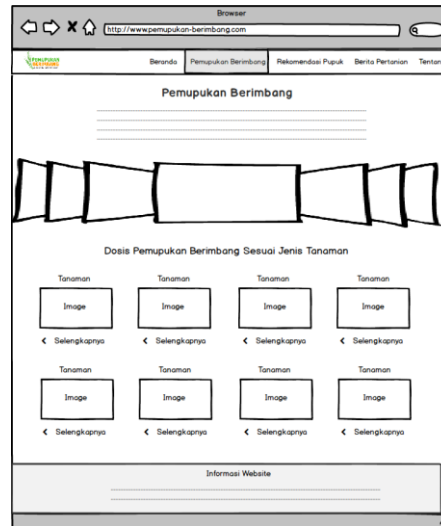 Browser
http://www.pemupukan-berimbang.com
PEMUPUKAN
BERIMBANG
Beranda Pemupukan Berimbang Rekomendasi Pupuk Berita Pertanian Tentan
Pemupukan Berimbang
Dosis Pemupukan Berimbang Sesuai Jenis Tanaman
Tanaman Tanaman Tanaman Tanaman
Image Image Image Image
Selengkapnya Selengkapnya Selengkapnya Selengkapnya
Tanaman Tanaman Tanaman Tanaman
Image Image Image Image
Selengkapnya Selengkapnya Selengkapnya Selengkapnya
Informasi Website